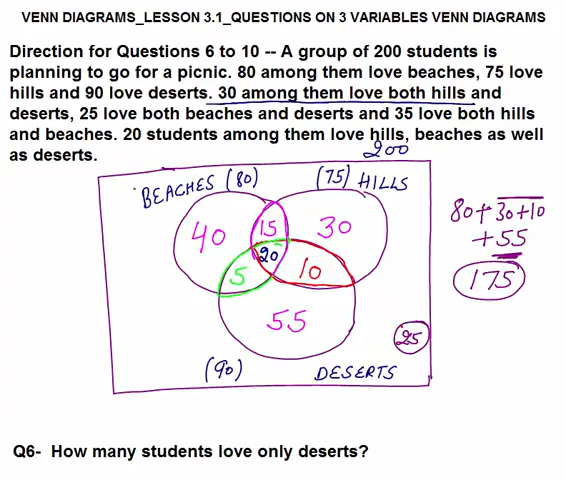 VENN DIAGRAMS_LESSON 3.1_QUESTIONS ON 3 VARIABLES VENN DIAGRAMS
Direction for Questions 6 to 10 -- A group of 200 students is
planning to go for a picnic. 80 among them love beaches, 75 love
hills and 90 love deserts. 30 among them love both hills and
deserts, 25 love both beaches and deserts and 35 love both hills
and beaches. 20 students among them love hills, beaches as well
as deserts.
200
BEACHES (80)
(75) HILLS
40
15
30
20
5
10
55
25
(90)
DESERTS
80+30+10
+55
175
Q6- How many students love only deserts?